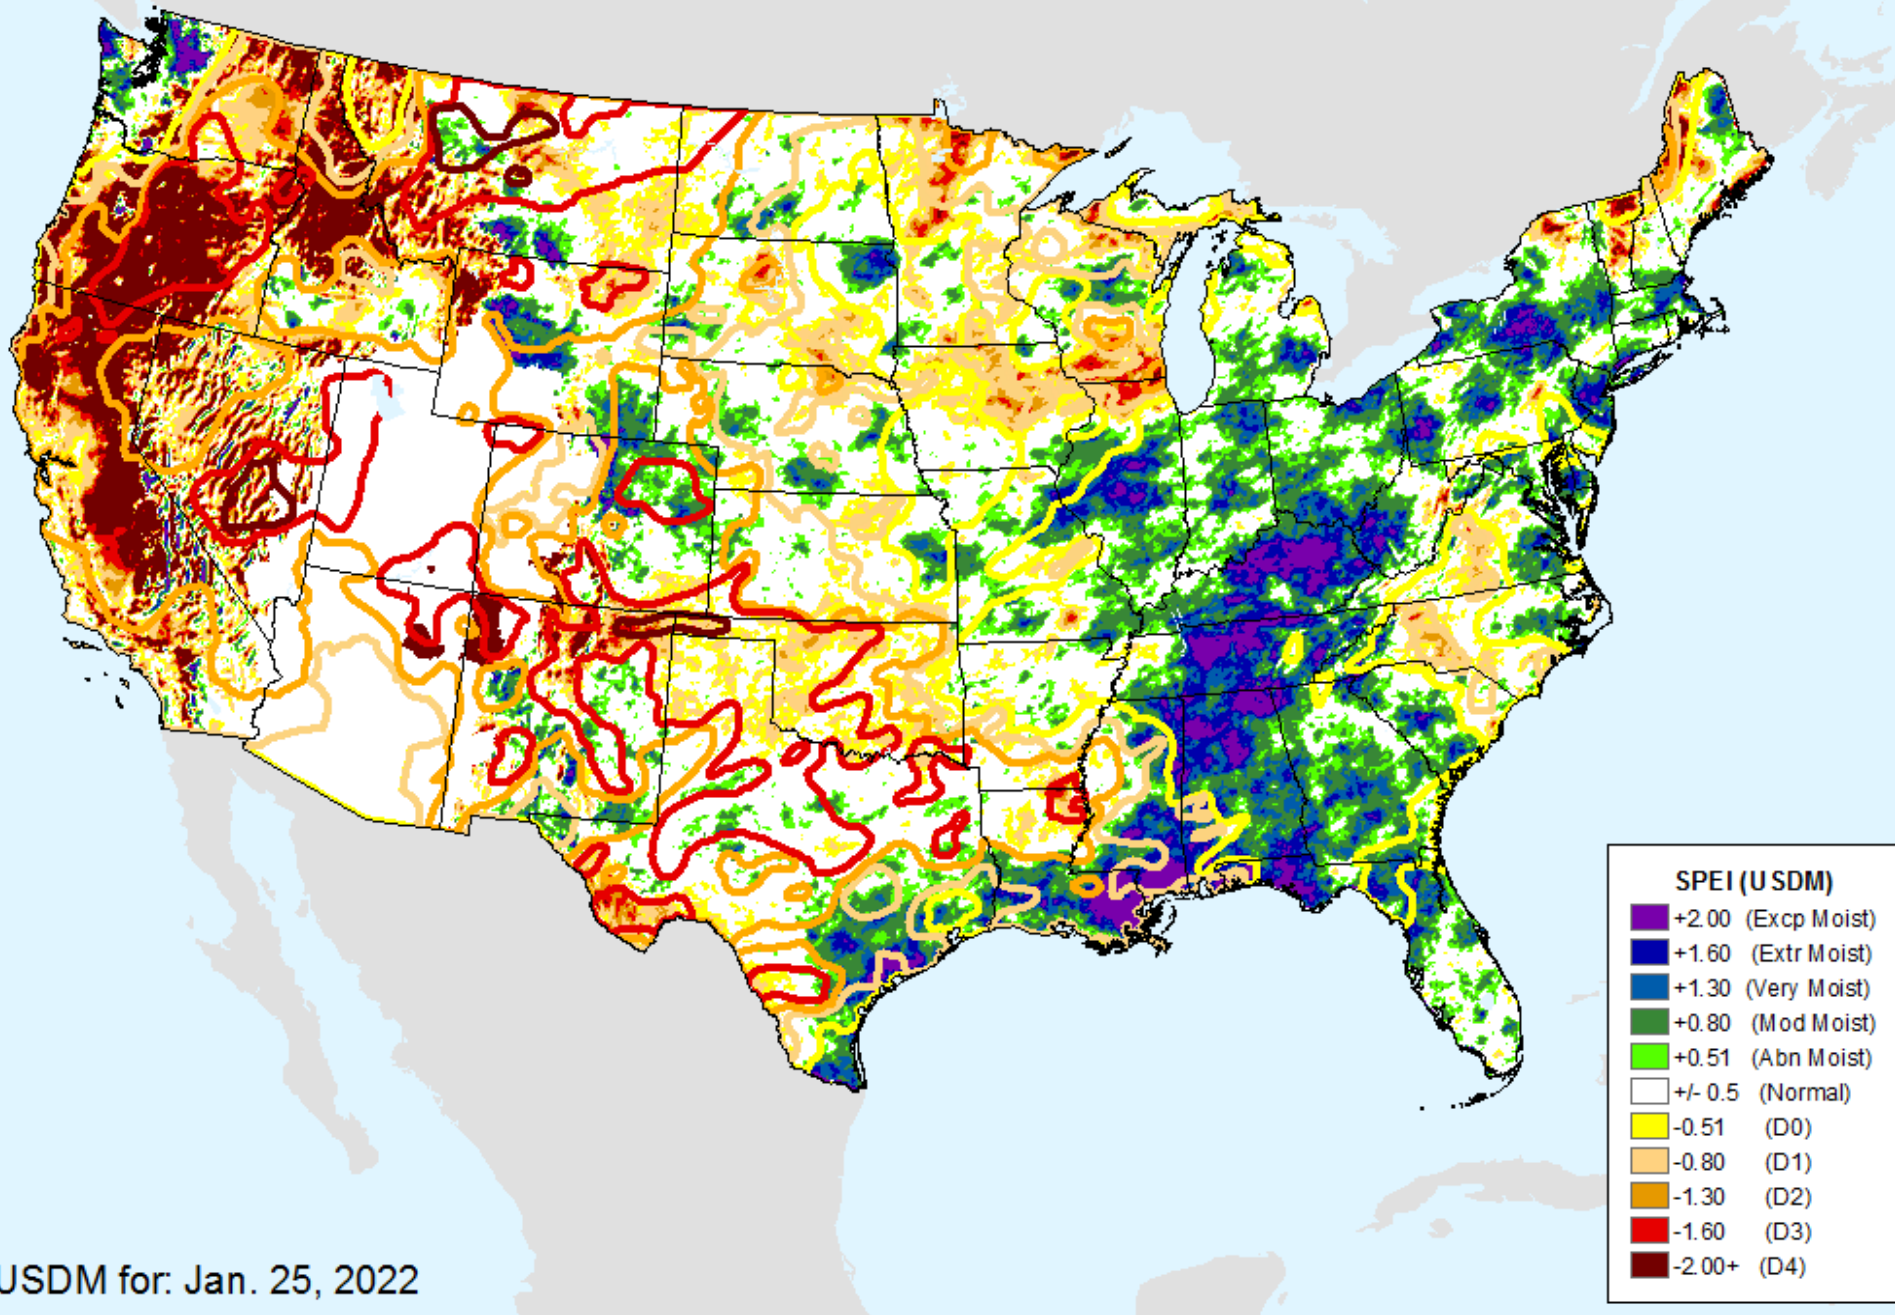 SPEI (USDM)
+2.00 (Excp Moist)
+1.60 (Extr Moist)
+1.30 (Very Moist)
+0.80 (Mod Moist)
+0.51 (Abn Moist)
+/- 0.5 (Normal)
-0.51 (D0)
-0.80 (D1)
-1.30 (D2)
-1.60 (D3)
-2.00+ (D4)
USDM for: Jan. 25, 2022